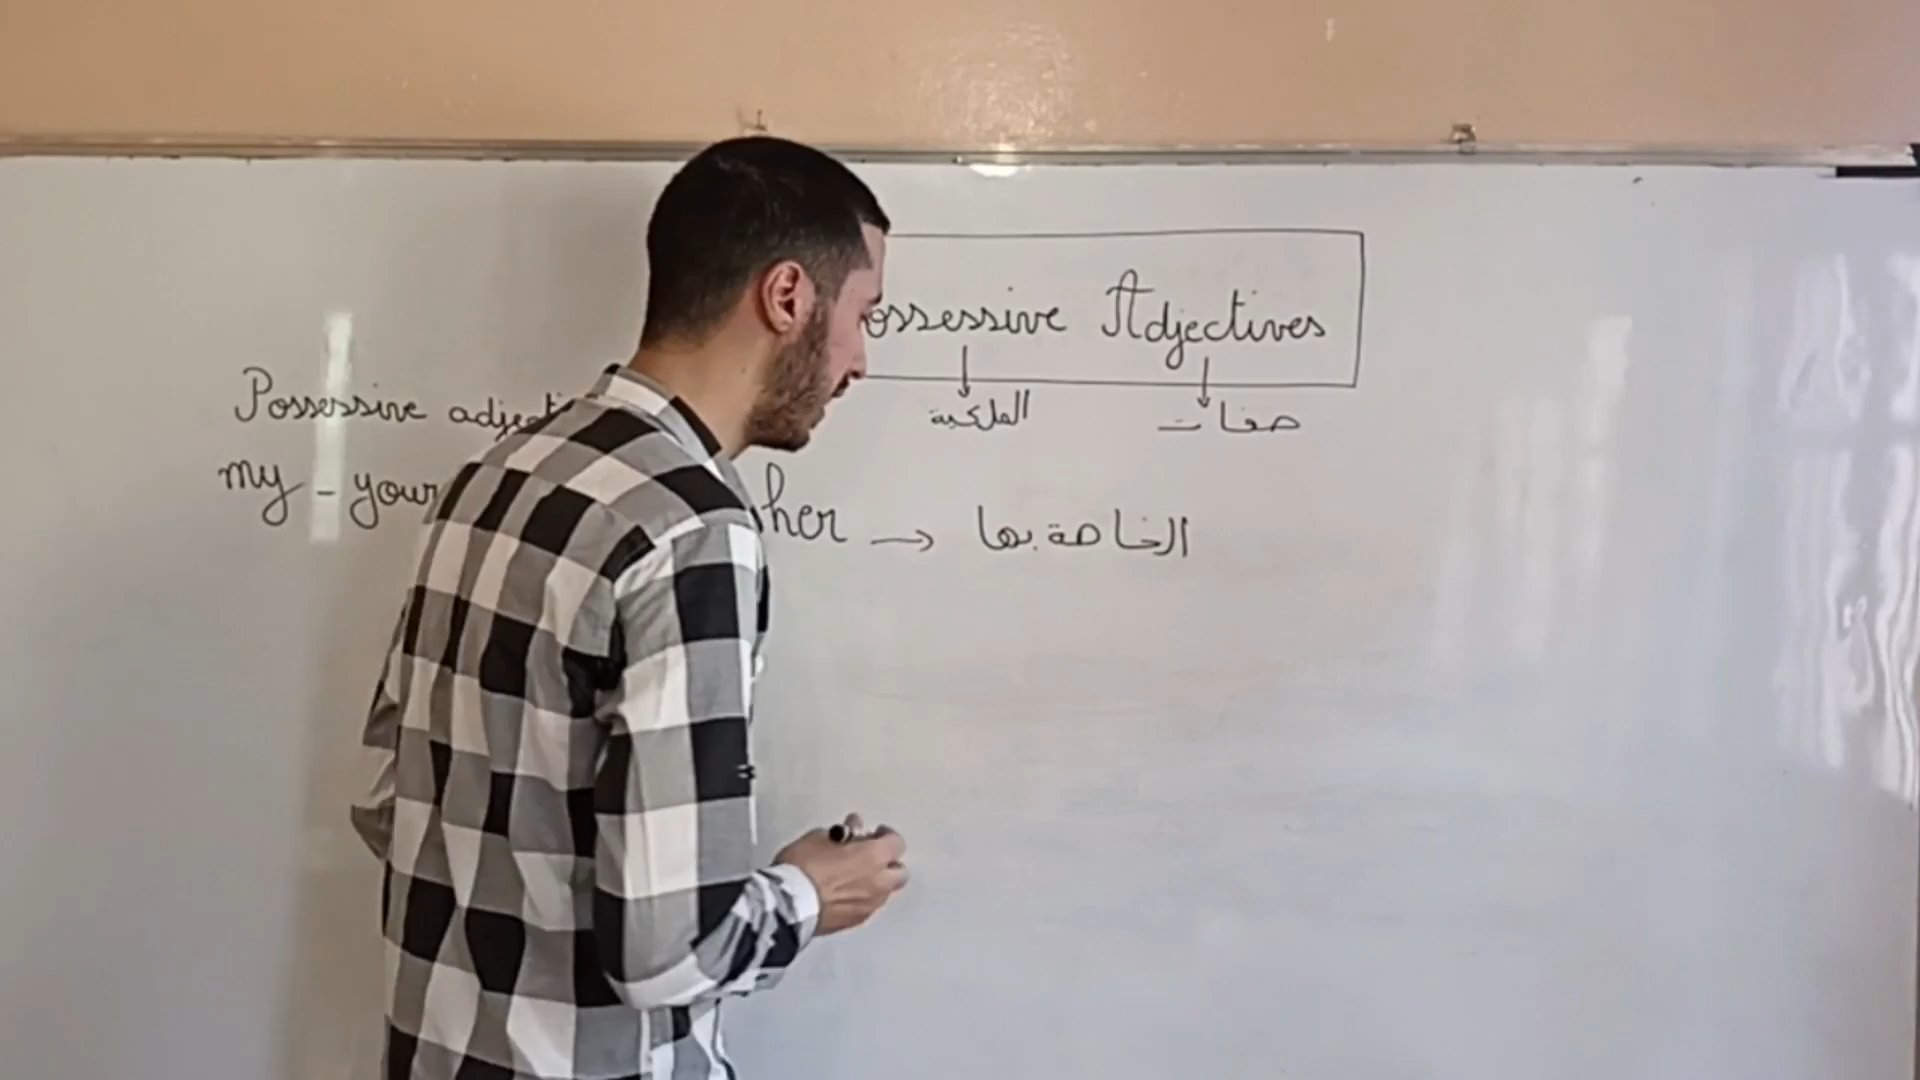 ossessive Adjectives
الملكية صفات
Possessive adject
my - your her → الخاصة بها